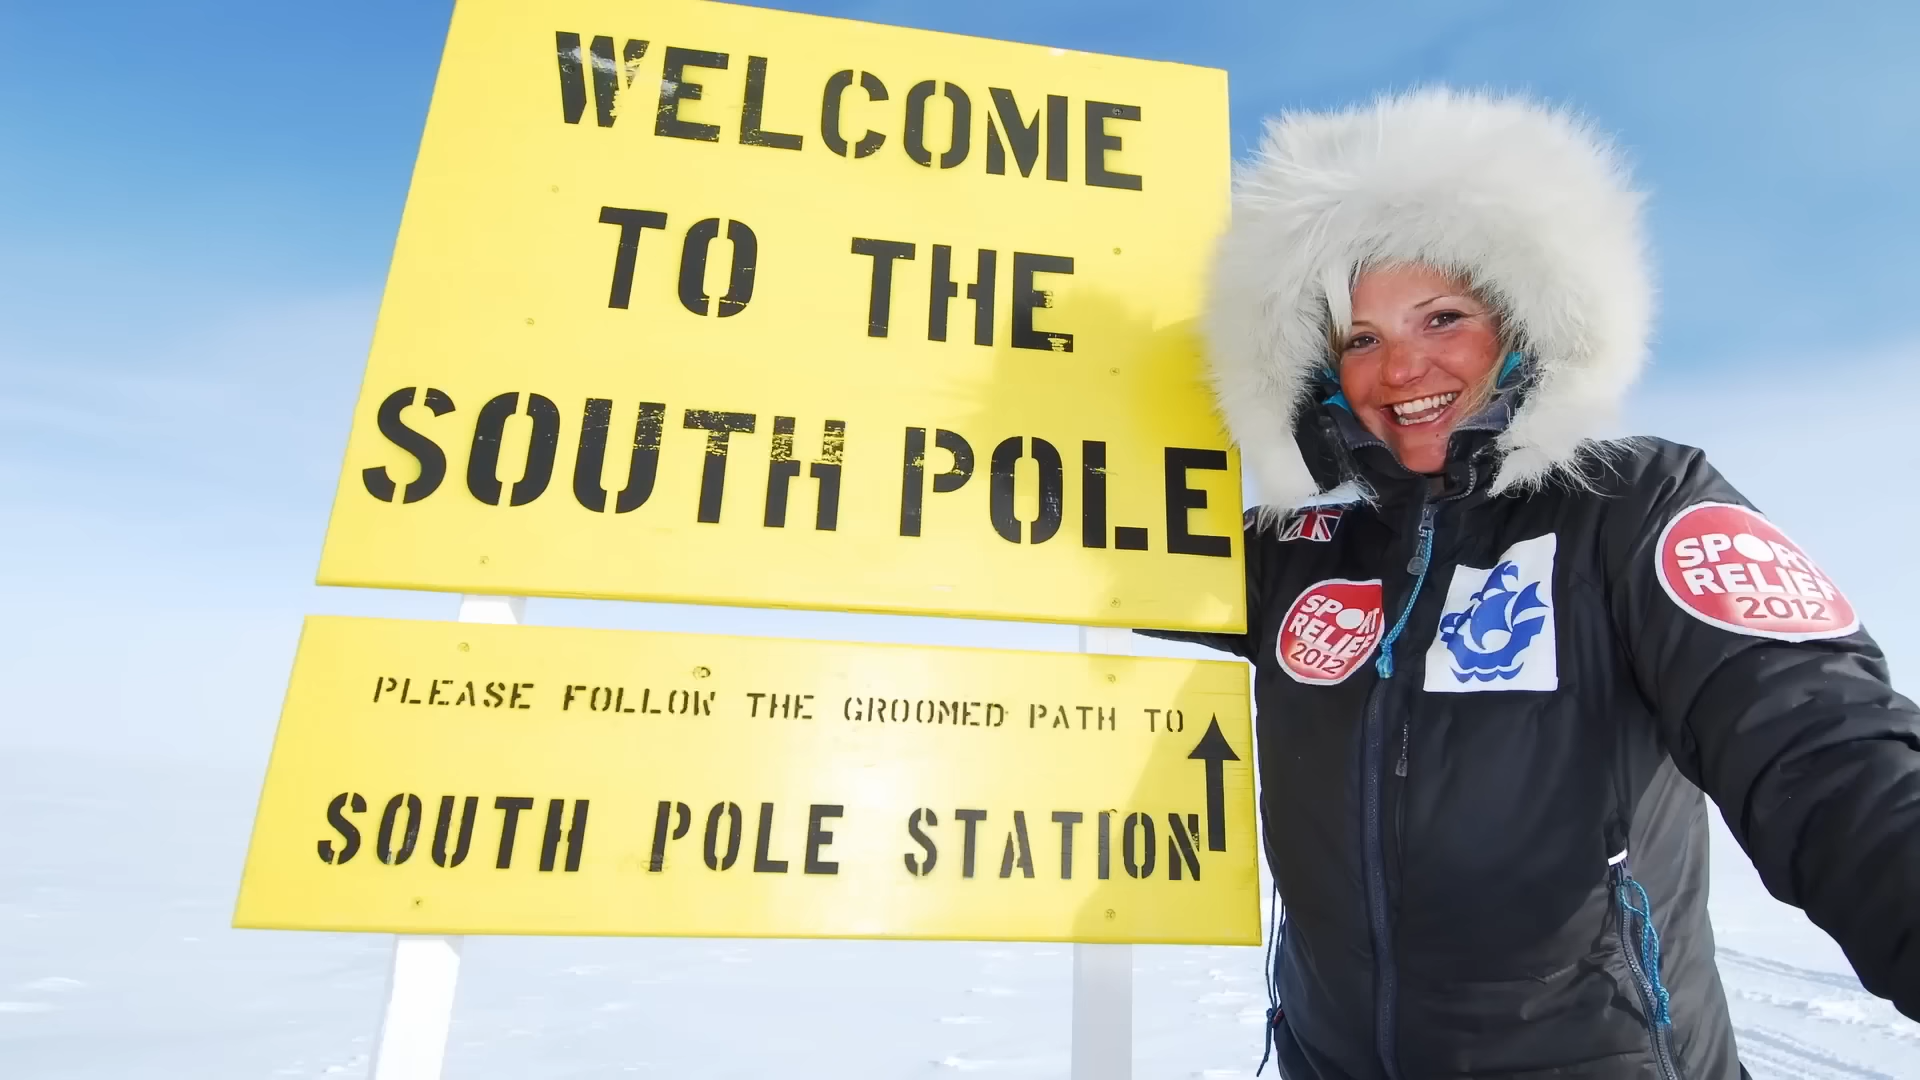 WELCOME
TO THE
SOUTH POLE
PLEASE FOLLOW THE GROOMED PATH TO
SOUTH POLE STATION
SPORT
RELIEF
2012
SPORT
RELIEF
2012